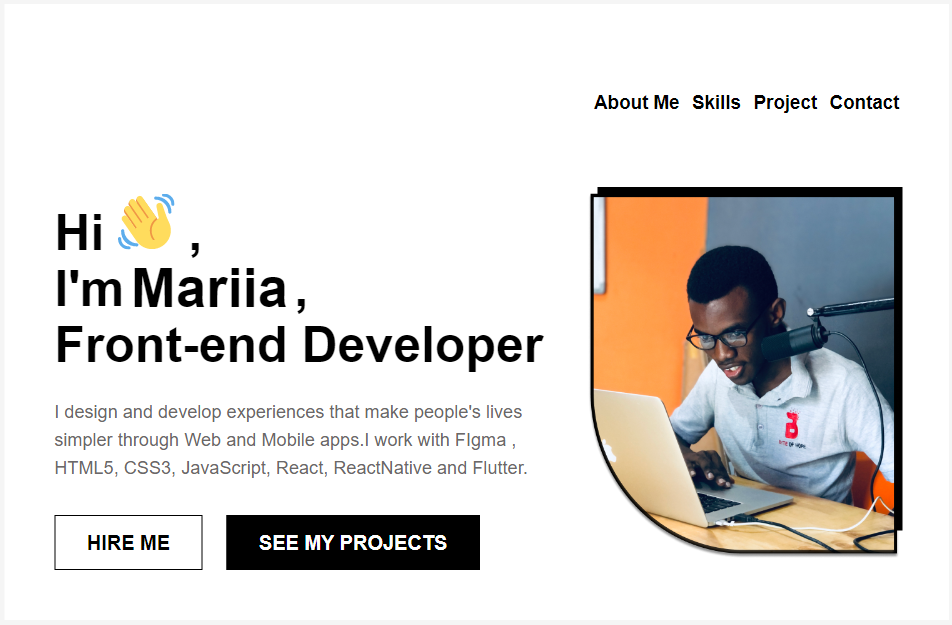 About Me Skills Project Contact
Hi 👋 ,
I'm Mariia ,
Front-end Developer
I design and develop experiences that make people's lives
simpler through Web and Mobile apps.I work with FIgma ,
HTML5, CSS3, JavaScript, React, ReactNative and Flutter.
HIRE ME
SEE MY PROJECTS